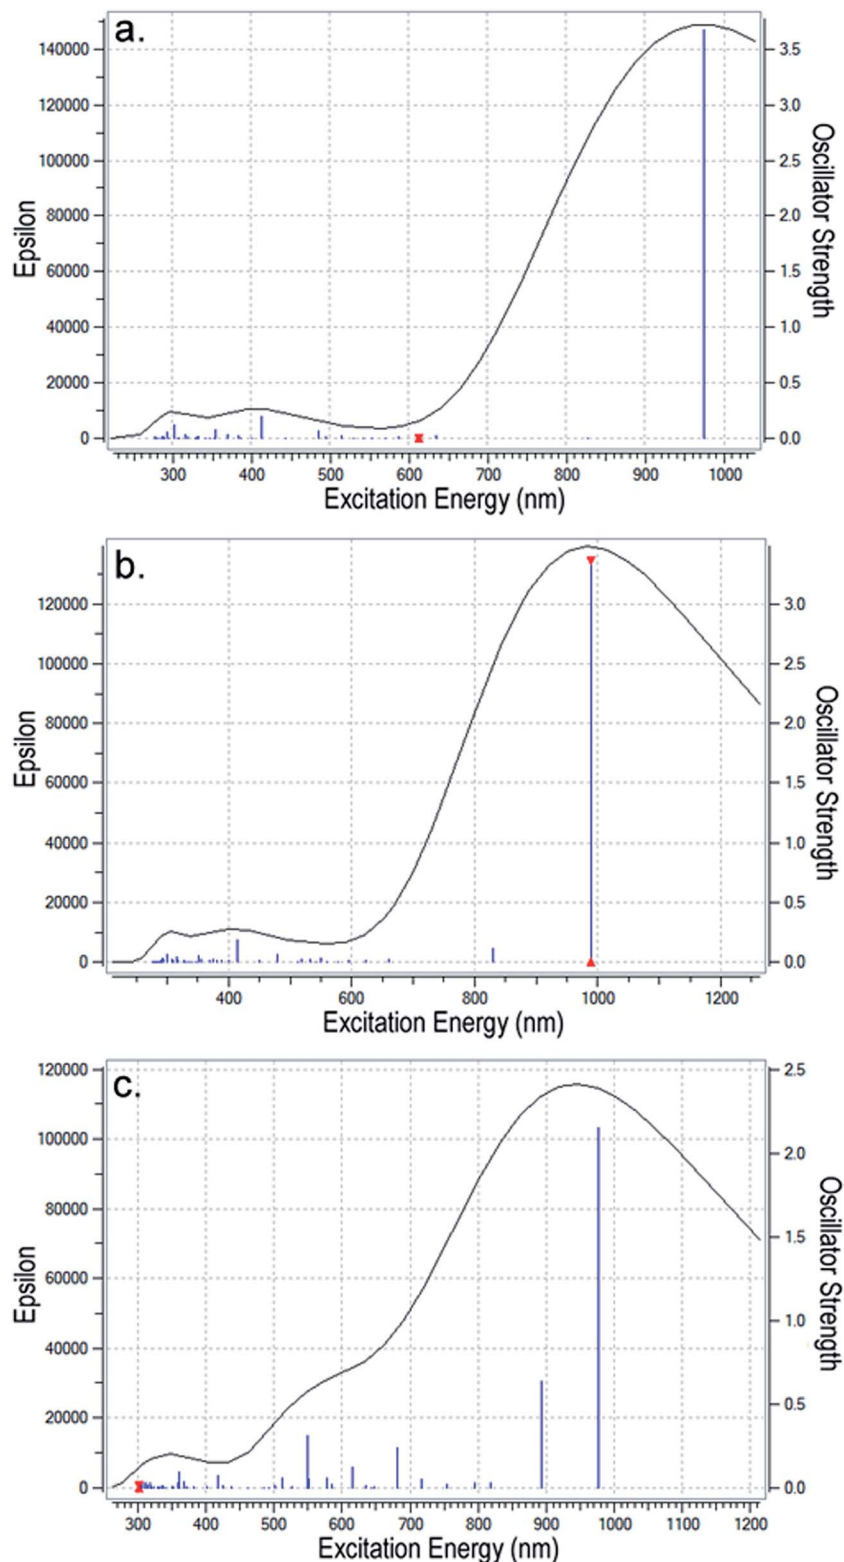 a.
140000
120000
100000
80000
60000
40000
20000
0
Epsilon
3.5
3.0
2.5
2.0
1.5
1.0
0.5
0.0
Oscillator Strength
300 400 500 600 700 800 900 1000
Excitation Energy (nm)
b.
120000
100000
80000
60000
40000
20000
0
Epsilon
3.0
2.5
2.0
1.5
1.0
0.5
0.0
Oscillator Strength
400 600 800 1000 1200
Excitation Energy (nm)
c.
120000
100000
80000
60000
40000
20000
0
Epsilon
2.5
2.0
1.5
1.0
0.5
0.0
Oscillator Strength
300 400 500 600 700 800 900 1000 1100 1200
Excitation Energy (nm)